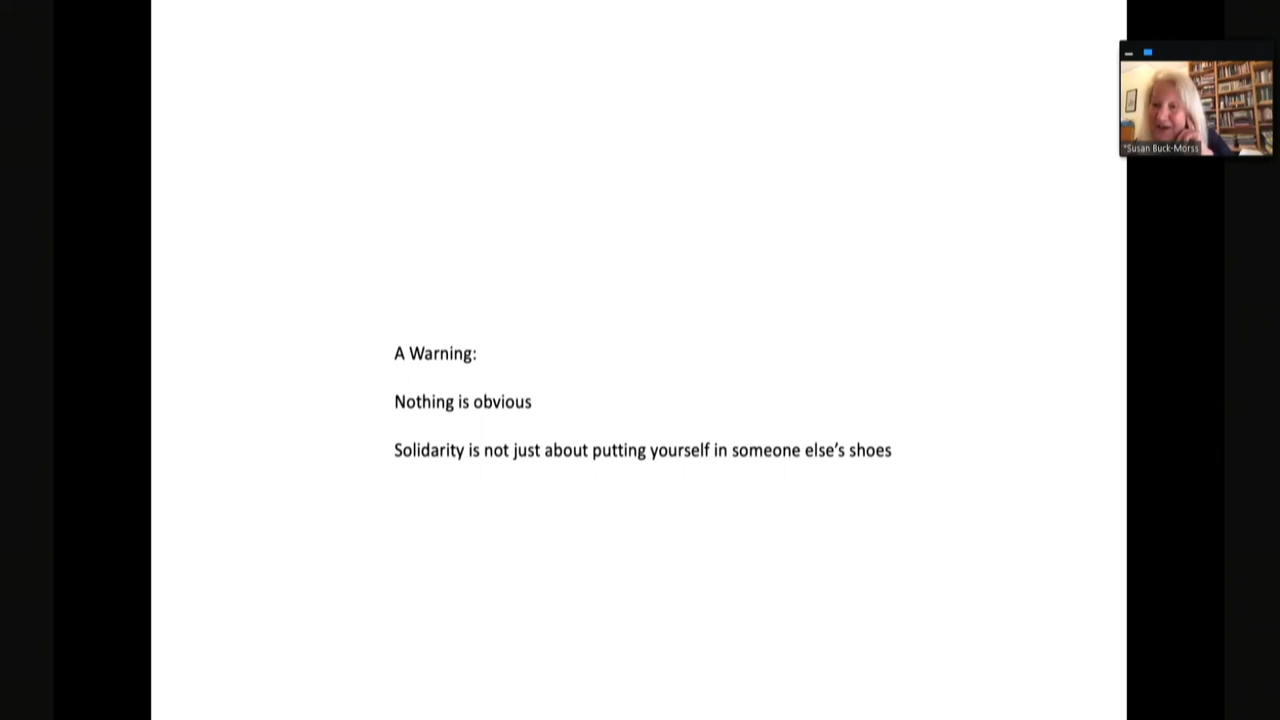 A Warning:
Nothing is obvious
Solidarity is not just about putting yourself in someone else’s shoes
*Susan Buck-Morss